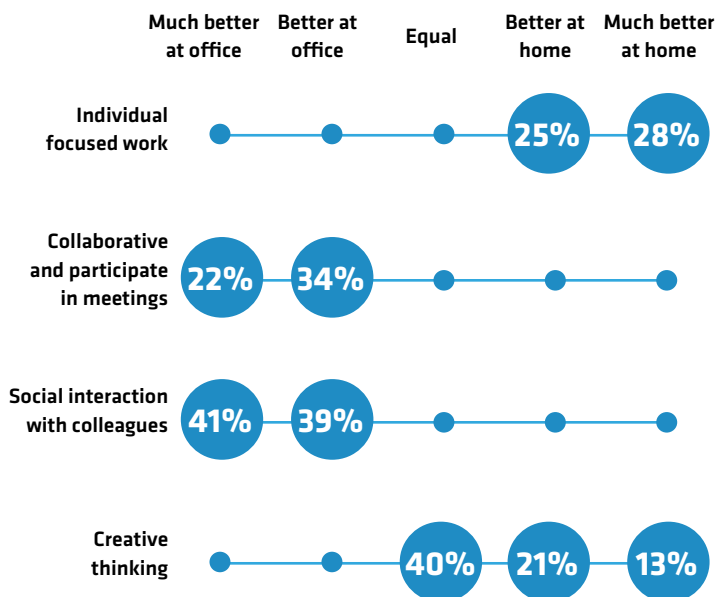 Much better
at office
Better at
office
Equal
Better at
home
Much better
at home
Individual
focused work
25%
28%
Collaborative
and participate
in meetings
22%
34%
Social interaction
with colleagues
41%
39%
Creative
thinking
40%
21%
13%